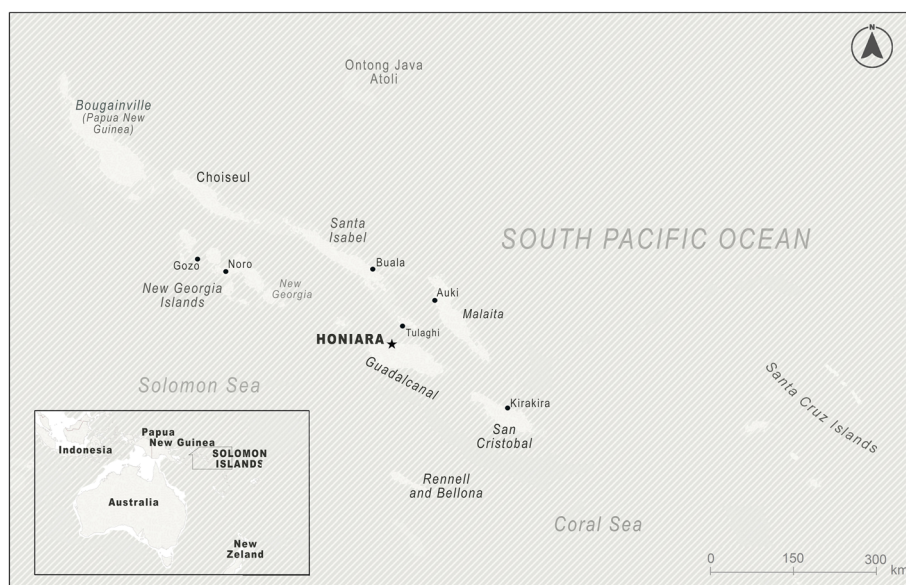 N
Ontong Java
Atoli
Bougainville
(Papua New
Guinea)
Choiseul
Santa
Isabel
SOUTH PACIFIC OCEAN
Gozo
Noro
Buala
New Georgia
Islands
New
Georgia
Auki
Malaita
Tulaghi
HONIARA
Guadalcanal
Solomon Sea
Santa Cruz Islands
Kirakira
San
Cristobal
Rennell
and Bellona
Coral Sea
Papua
New Guinea
Indonesia
SOLOMON
ISLANDS
Australia
New
Zeland
0 150 300
km